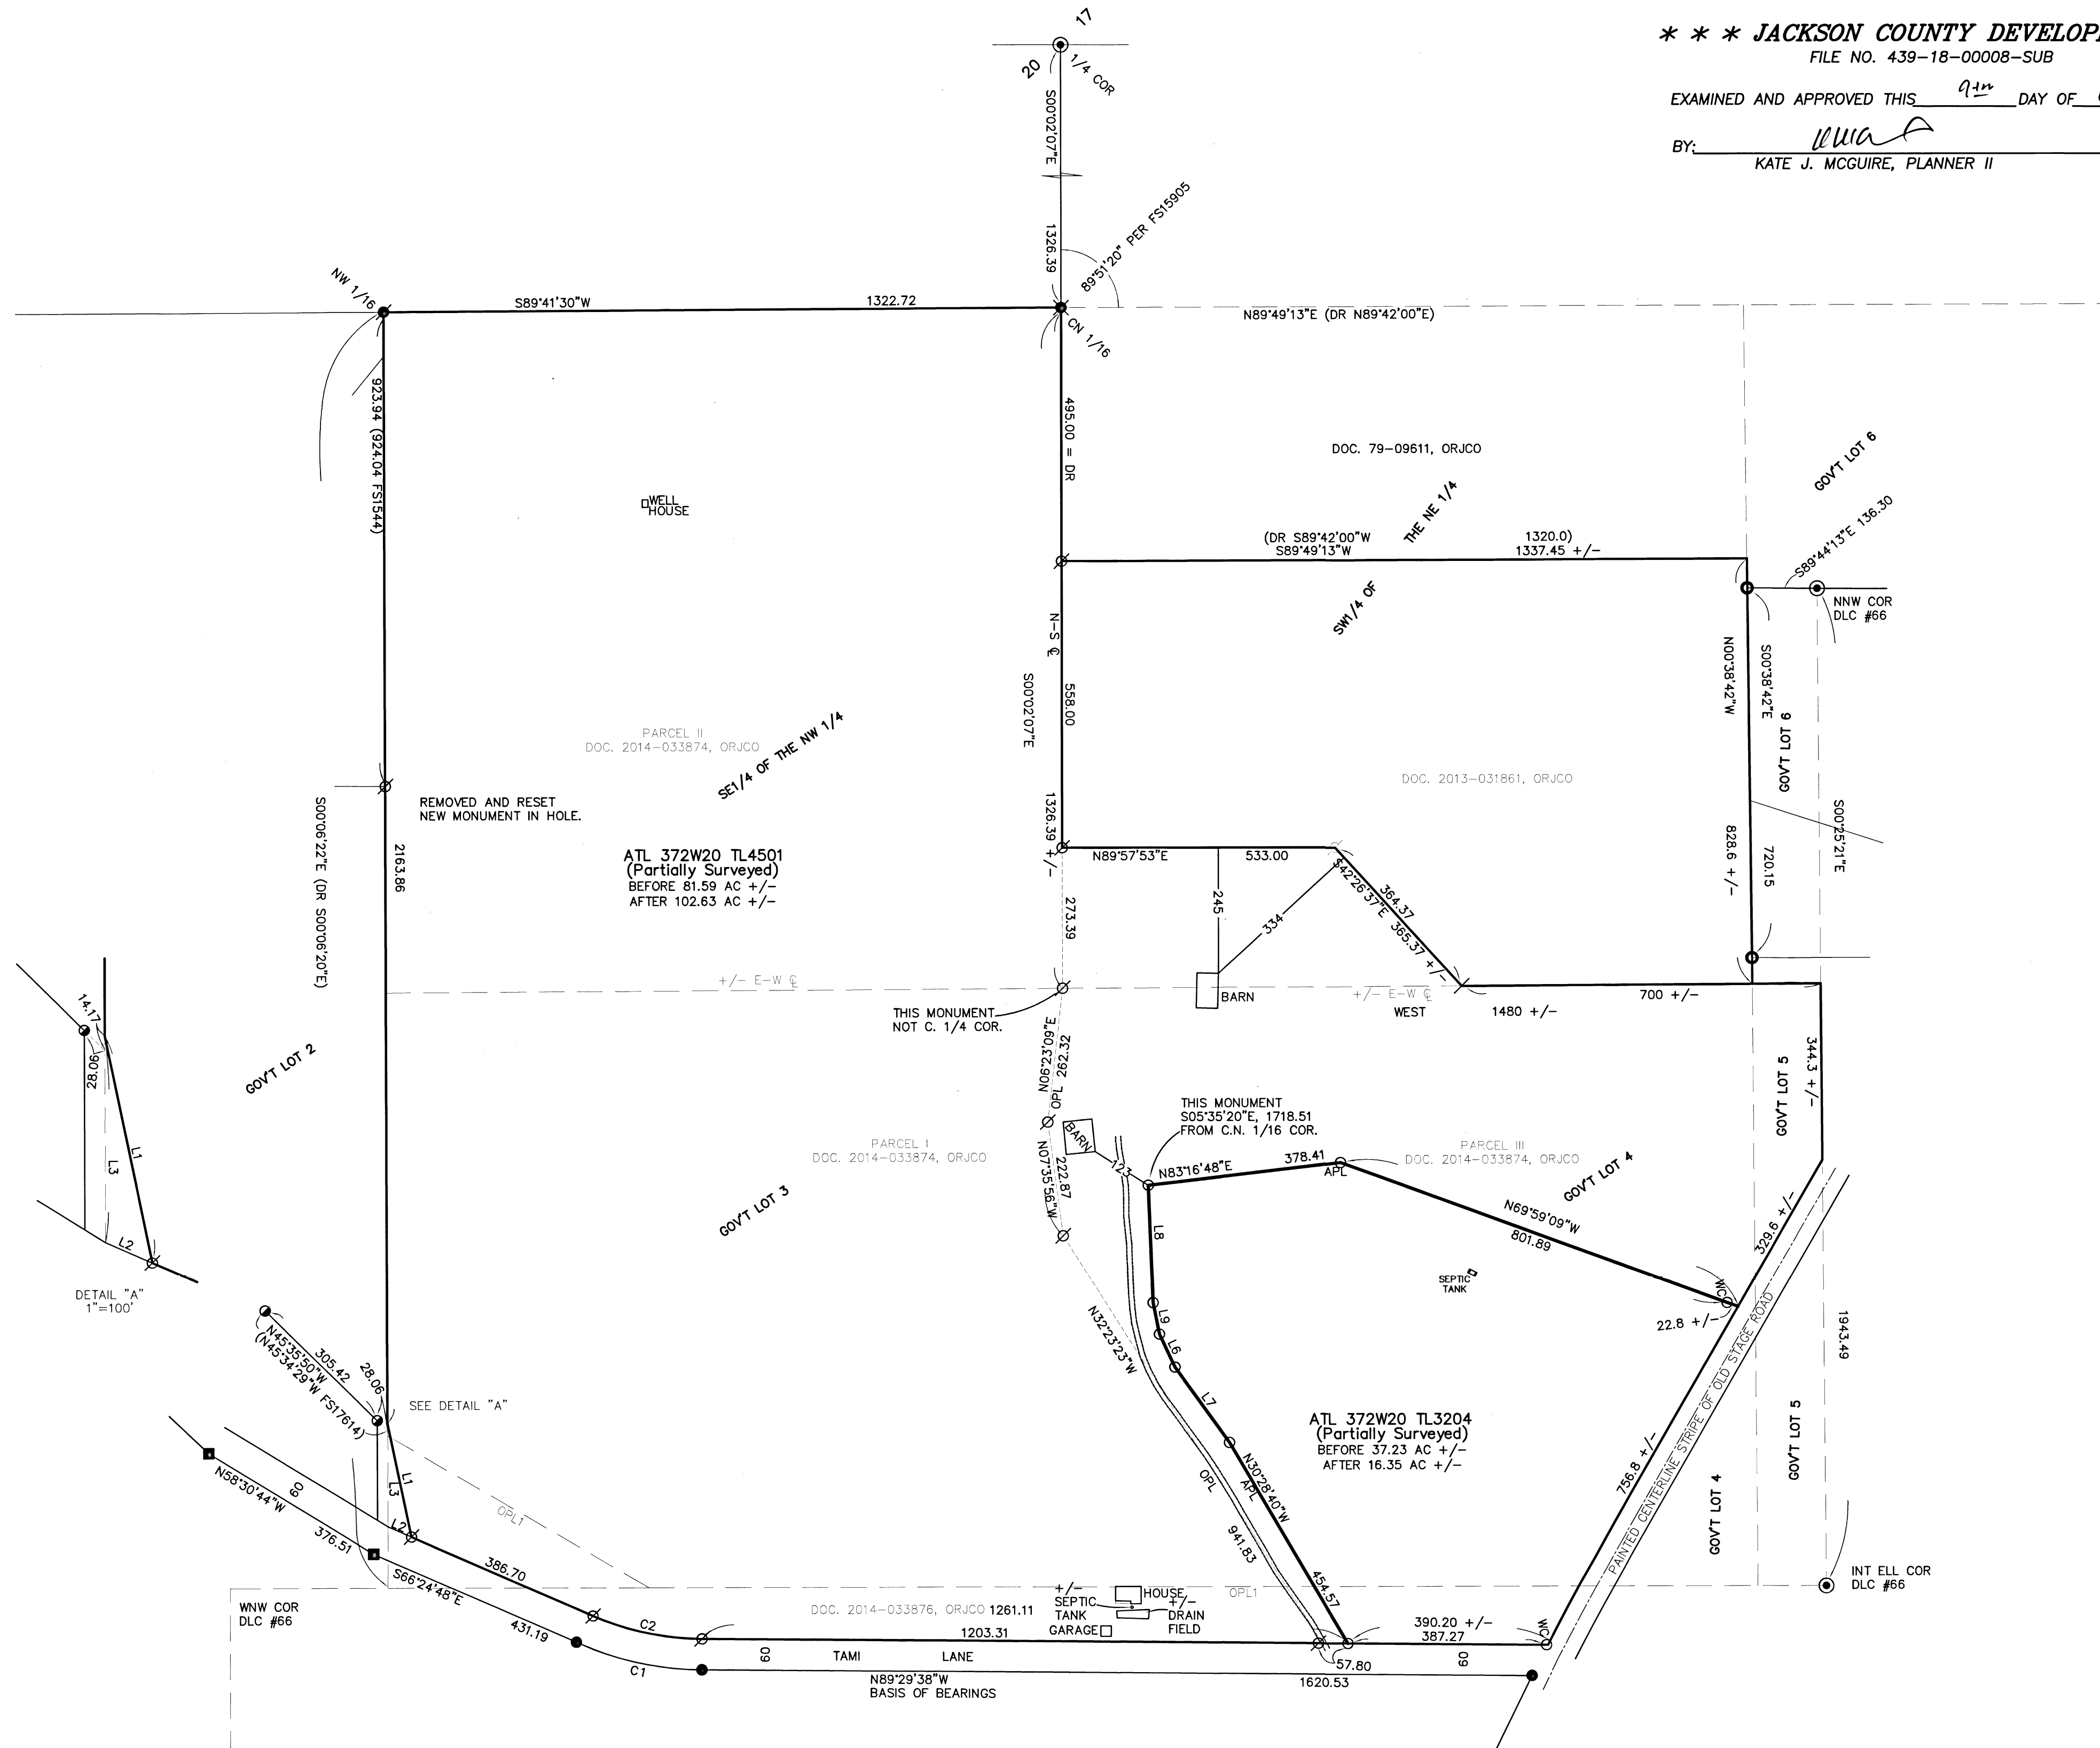 * * * JACKSON COUNTY DEVELOP
FILE NO. 439-18-00008-SUB
EXAMINED AND APPROVED THIS 9th DAY OF
BY:
KATE J. MCGUIRE, PLANNER II
17
20
1/4 COR
S00°02'07"E
1326.39
89°51'20" PER FS15905
NW 1/16
S89°41'30"W
1322.72
CN 1/16
N89°49'13"E (DR N89°42'00"E)
923.94 (924.04 FS1544)
495.00 = DR
DOC. 79-09611, ORJCO
GOV'T LOT 6
WELL
HOUSE
THE NE 1/4
SW1/4 OF
(DR S89°42'00"W 1320.0)
S89°49'13"W 1337.45 +/-
S89°44'13"E 136.30
NNW COR
DLC #66
N-S ℄
558.00
S00°02'07"E
N00°38'42"W
S00°38'42"E
GOV'T LOT 6
PARCEL II
DOC. 2014-033874, ORJCO
SE1/4 OF THE NW 1/4
DOC. 2013-031861, ORJCO
REMOVED AND RESET
NEW MONUMENT IN HOLE.
S00°06'22"E (DR S00°06'20"E)
2163.86
1326.39 +/-
828.6 +/-
720.15
S00°25'21"E
ATL 372W20 TL4501
(Partially Surveyed)
BEFORE 81.59 AC +/-
AFTER 102.63 AC +/-
N89°57'53"E
533.00
S42°26'37"E
364.37
365.37 +/-
273.39
245
334
BARN
+/- E-W ℄
THIS MONUMENT
NOT C. 1/4 COR.
+/- E-W ℄
WEST
1480 +/-
700 +/-
14.17
28.06
L1
L3
L2
DETAIL "A"
1"=100'
GOV'T LOT 2
N06°23'09"E
OPL 262.32
344.3 +/-
GOV'T LOT 5
THIS MONUMENT
S05°35'20"E, 1718.51
FROM C.N. 1/16 COR.
BARN
123
N07°35'56"W
222.87
PARCEL I
DOC. 2014-033874, ORJCO
GOV'T LOT 3
N83°16'48"E
378.41
APL
PARCEL III
DOC. 2014-033874, ORJCO
GOV'T LOT 4
N69°59'09"W
801.89
329.6 +/-
L8
L9
L6
L7
SEPTIC
TANK
WC
22.8 +/-
N32°23'23"W
1943.49
N45°35'50"W
(N45°34'29"W FS17614)
305.42
28.06
SEE DETAIL "A"
ATL 372W20 TL3204
(Partially Surveyed)
BEFORE 37.23 AC +/-
AFTER 16.35 AC +/-
756.8 +/-
PAINTED CENTERLINE STRIPE OF OLD STAGE ROAD
GOV'T LOT 5
GOV'T LOT 4
L1
L3
L2
N58°30'44"W
60
376.51
OPL1
OPL
941.83
N30°28'40"W
APL
454.57
386.70
S66°24'48"E
431.19
C2
C1
WNW COR
DLC #66
DOC. 2014-033876, ORJCO 1261.11
+/-
SEPTIC
TANK
GARAGE
HOUSE
+/-
DRAIN
FIELD
OPL1
INT ELL COR
DLC #66
1203.31
390.20 +/-
387.27
WC
60
TAMI LANE
57.80
60
N89°29'38"W
BASIS OF BEARINGS
1620.53